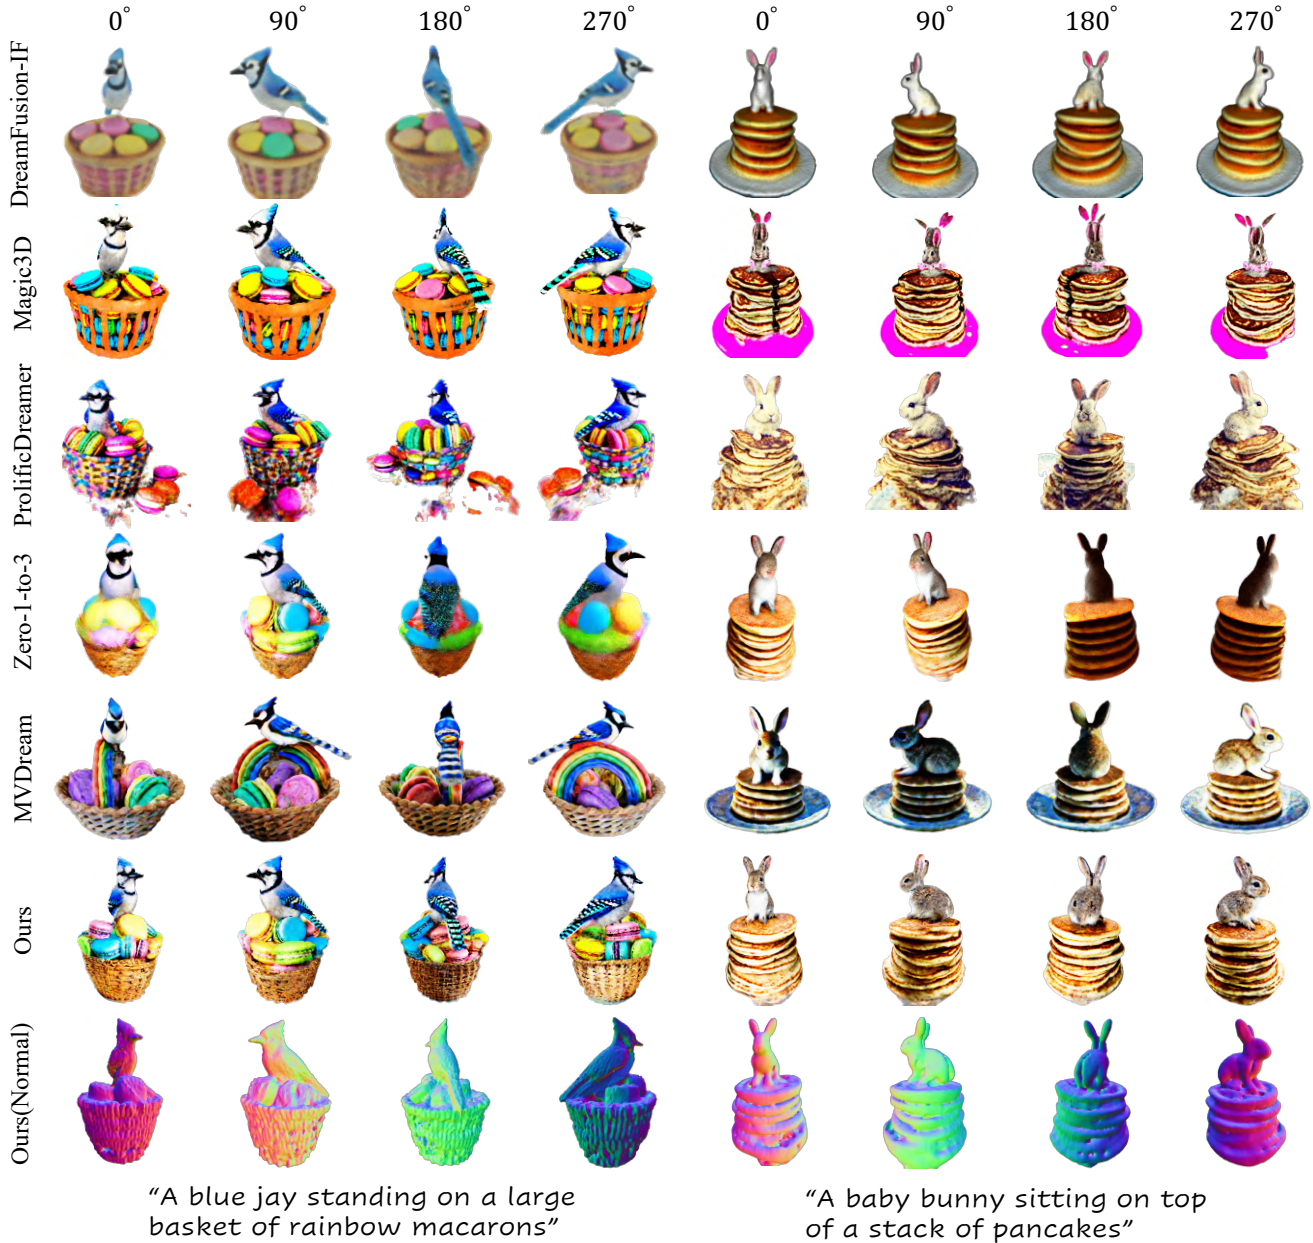 0° 90° 180° 270° 0° 90° 180° 270°
DreamFusion-IF
Magic3D
ProlificDreamer
Zero-1-to-3
MVDream
Ours
Ours(Normal)
“A blue jay standing on a large
basket of rainbow macarons”
“A baby bunny sitting on top
of a stack of pancakes”